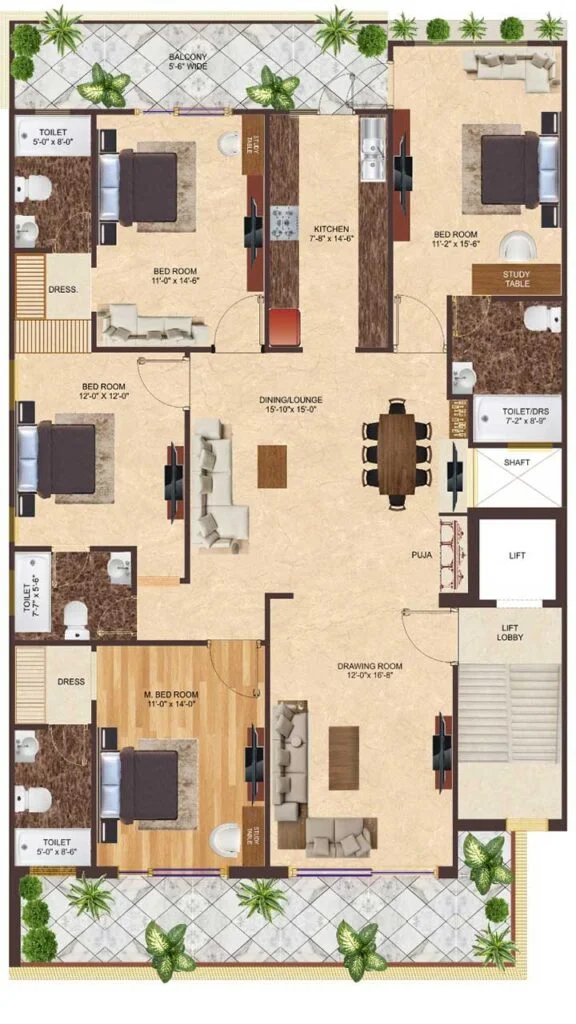 BALCONY
5'-6" WIDE
TOILET
5'-0" x 8'-0"
STUDY
TABLE
BED ROOM
11'-0" x 14'-6"
KITCHEN
7'-8" x 14'-6"
BED ROOM
11'-2" x 15'-6"
STUDY
TABLE
DRESS.
BED ROOM
12'-0" X 12'-0"
DINING/LOUNGE
15'-10"x 15'-0"
TOILET/DRS
7'-2" x 8'-9"
SHAFT
PUJA
LIFT
TOILET
7'-7" x 5'-6"
LIFT
LOBBY
DRESS
M. BED ROOM
11'-0" x 14'-0"
DRAWING ROOM
12'-0"x 16'-8"
STUDY
TABLE
TOILET
5'-0" x 8'-6"